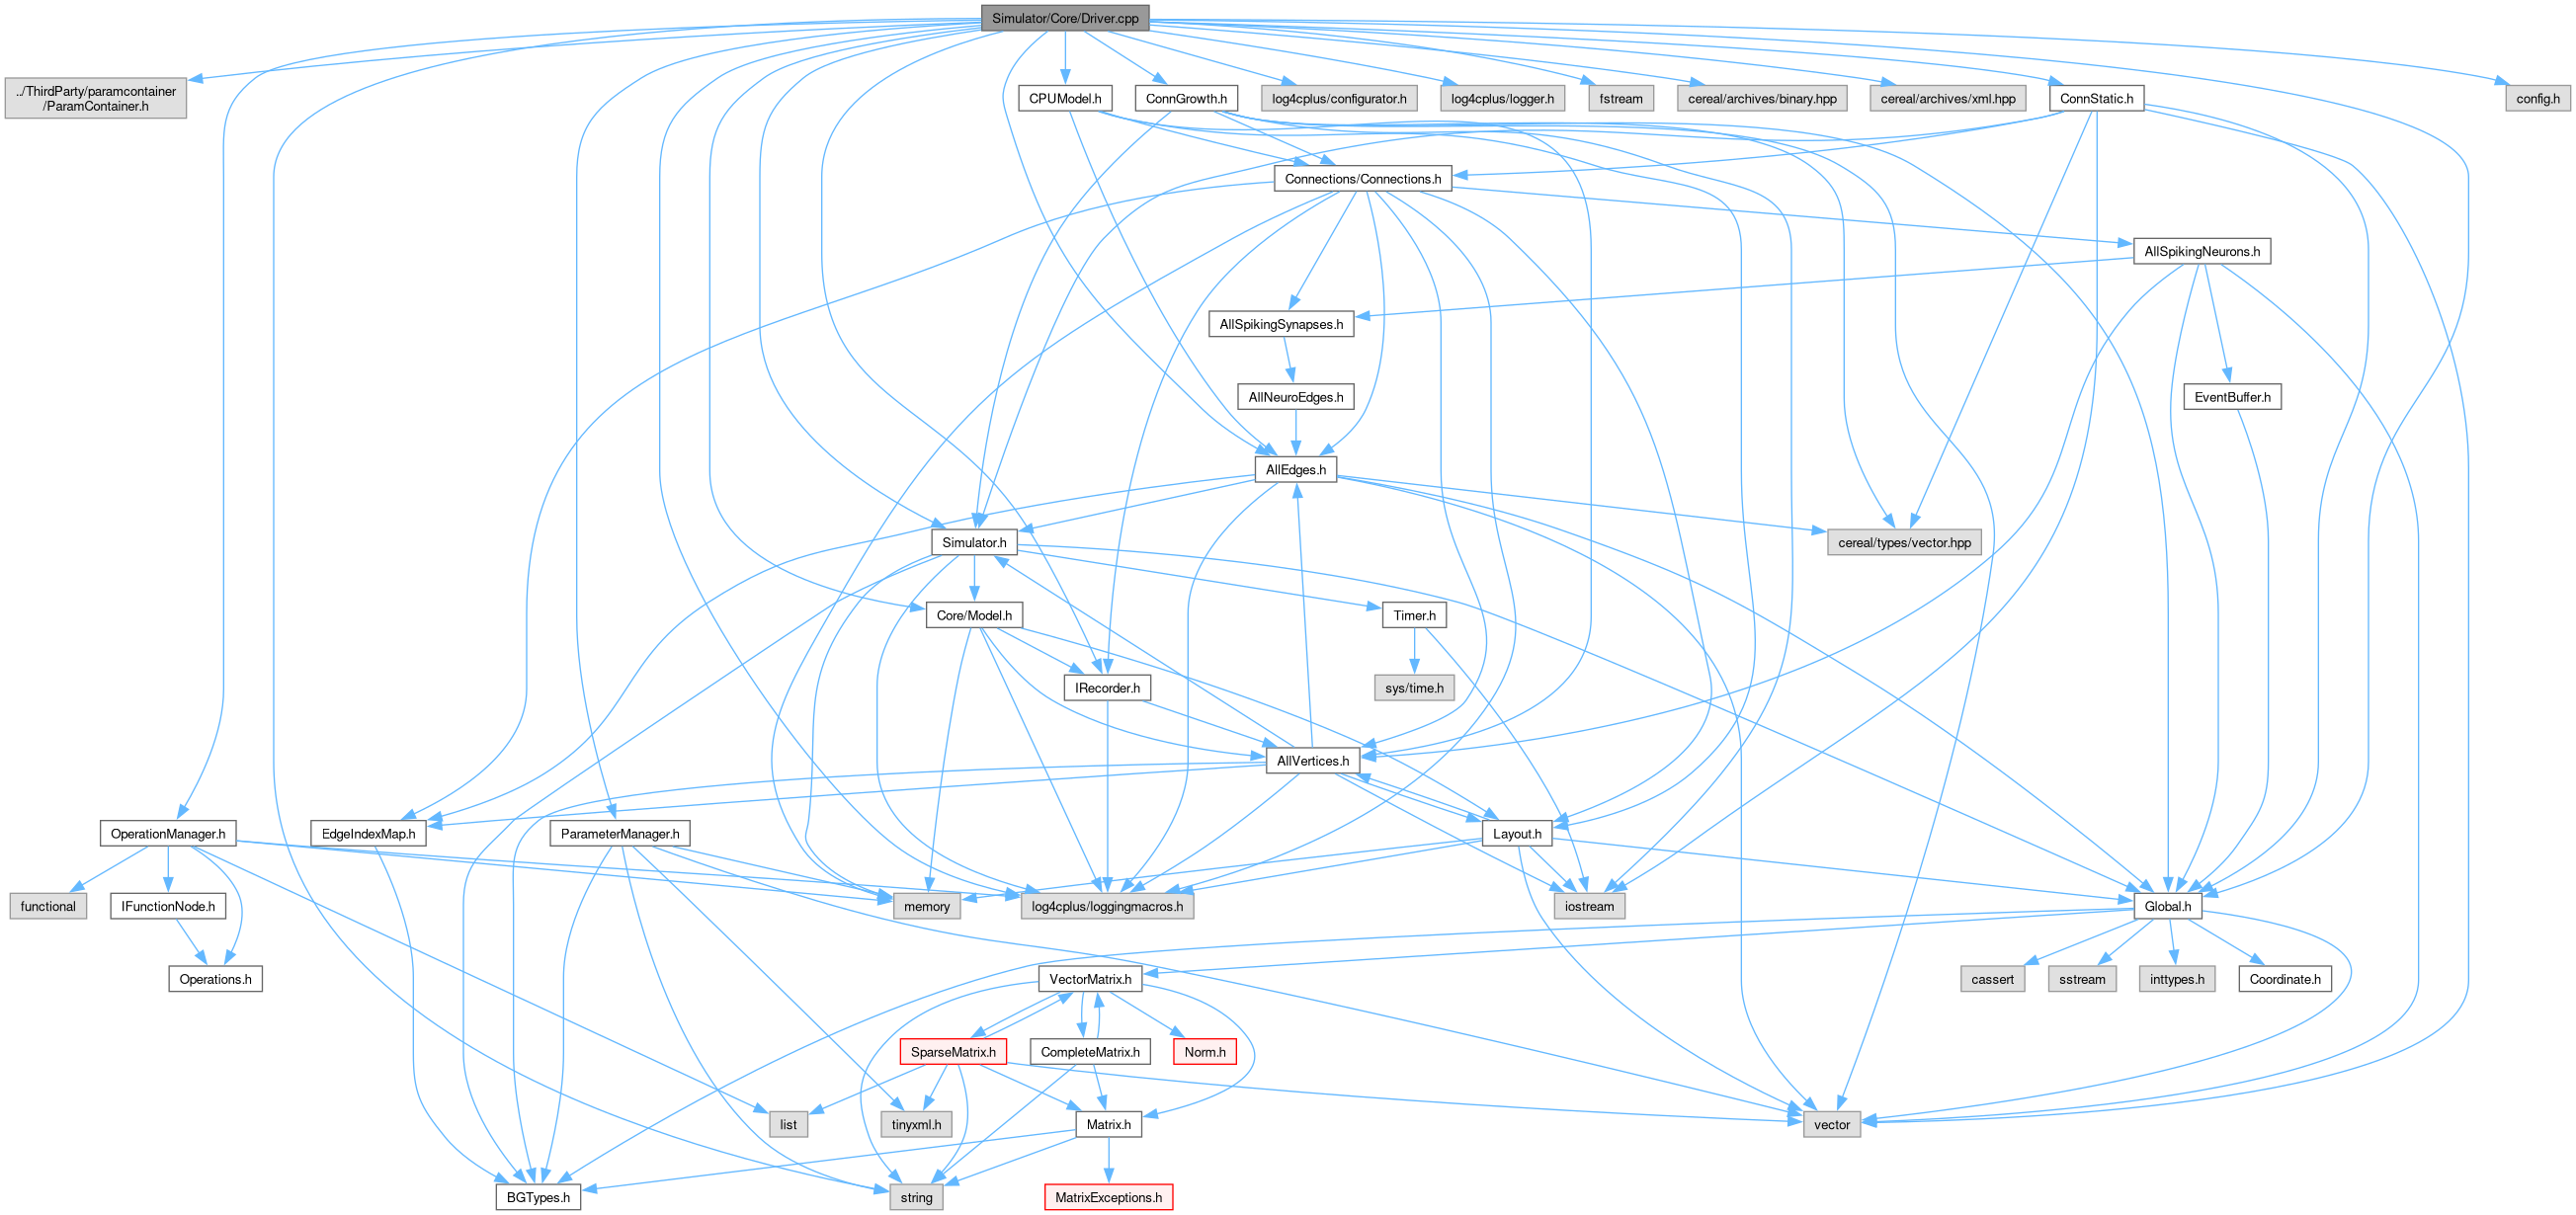 Simulator/Core/Driver.cpp
../ThirdParty/paramcontainer
/ParamContainer.h
CPUModel.h
ConnGrowth.h
log4cplus/configurator.h
log4cplus/logger.h
fstream
cereal/archives/binary.hpp
cereal/archives/xml.hpp
ConnStatic.h
config.h
Connections/Connections.h
AllSpikingNeurons.h
AllSpikingSynapses.h
AllNeuroEdges.h
EventBuffer.h
AllEdges.h
Simulator.h
cereal/types/vector.hpp
Core/Model.h
Timer.h
IRecorder.h
sys/time.h
AllVertices.h
OperationManager.h
EdgeIndexMap.h
ParameterManager.h
Layout.h
functional
IFunctionNode.h
memory
log4cplus/loggingmacros.h
iostream
Global.h
Operations.h
VectorMatrix.h
cassert
sstream
inttypes.h
Coordinate.h
SparseMatrix.h
CompleteMatrix.h
Norm.h
list
tinyxml.h
Matrix.h
vector
BGTypes.h
string
MatrixExceptions.h